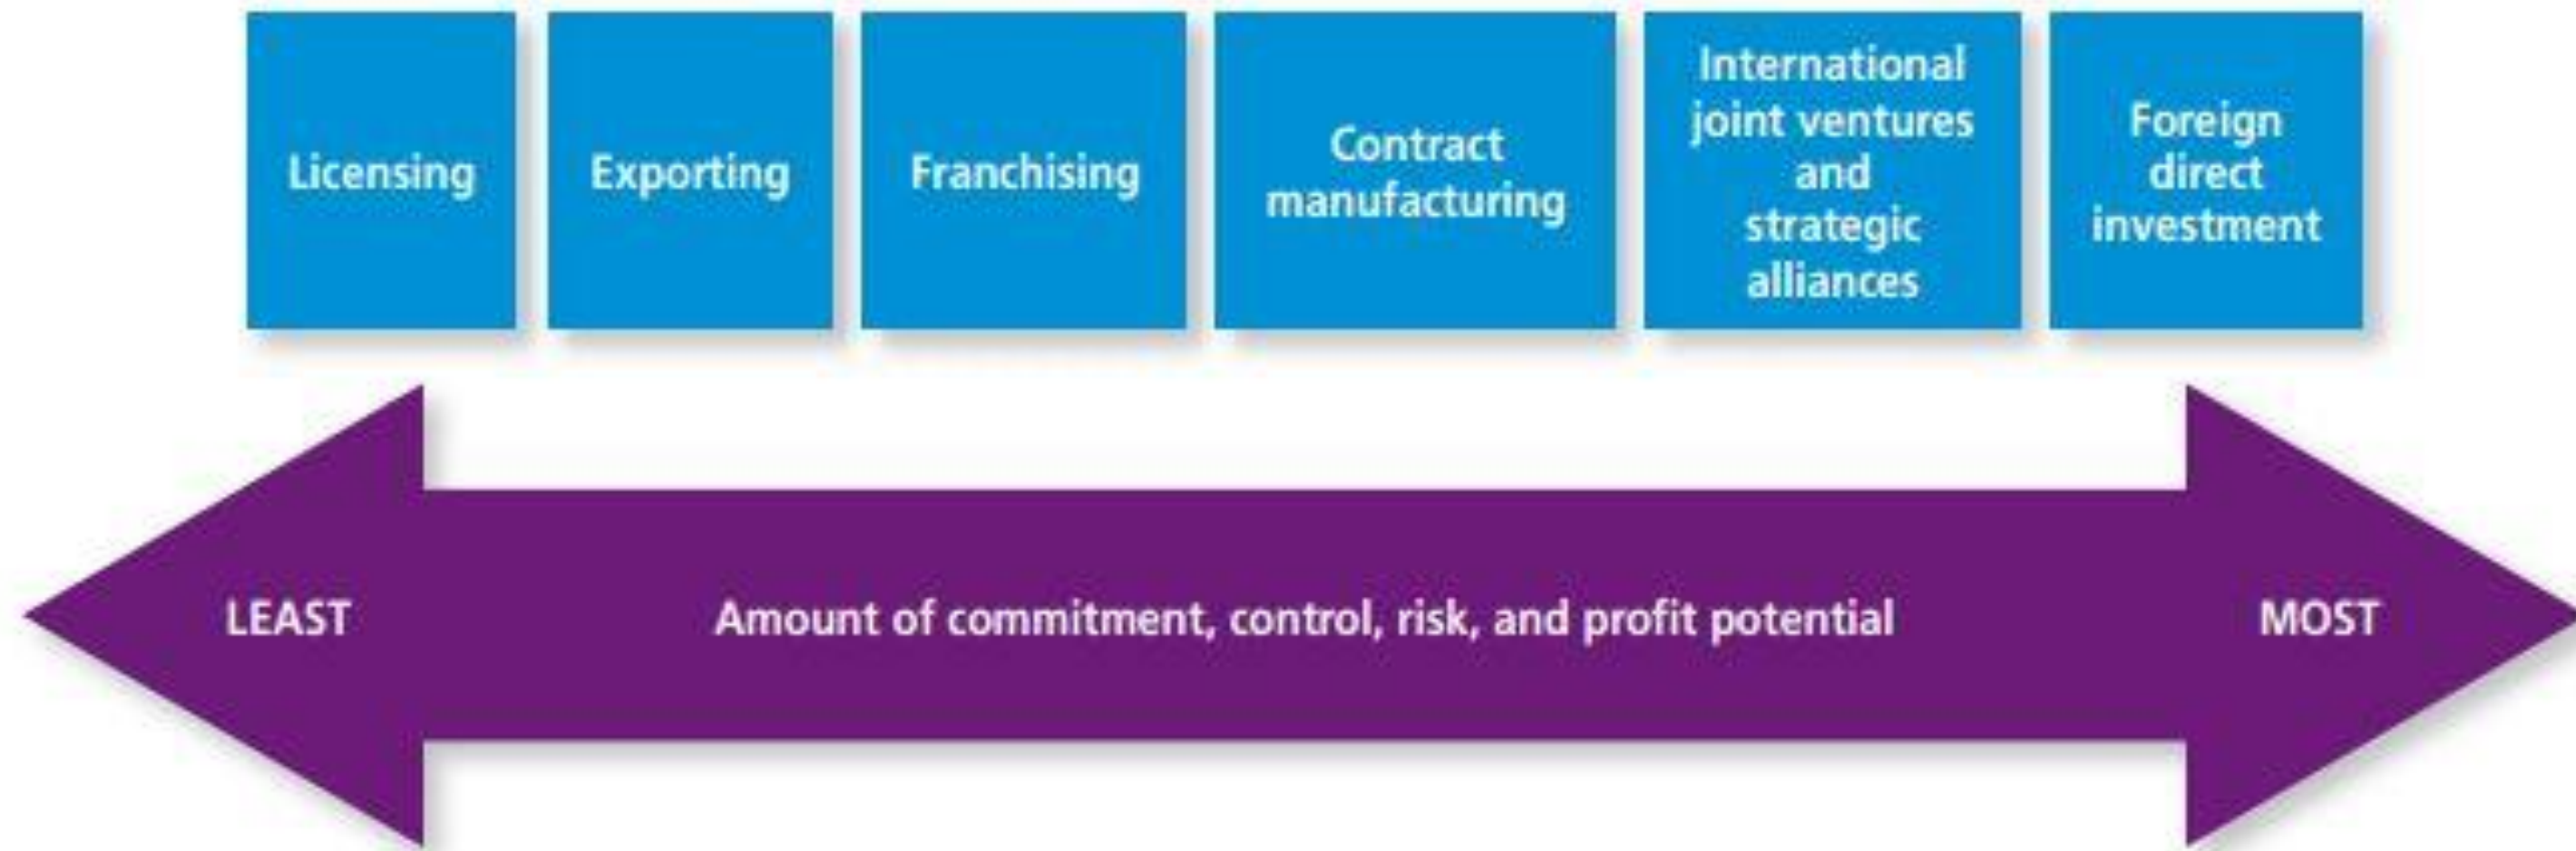 Licensing
Exporting
Franchising
Contract
manufacturing
International
joint ventures
and
strategic
alliances
Foreign
direct
investment
LEAST
Amount of commitment, control, risk, and profit potential
MOST